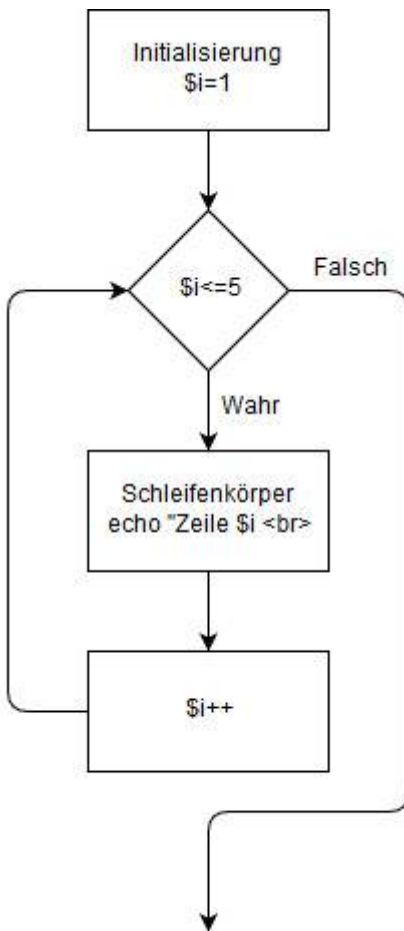 Initialisierung
$i=1
$i<=5
Falsch
Wahr
Schleifenkörper
echo "Zeile $i <br>
$i++